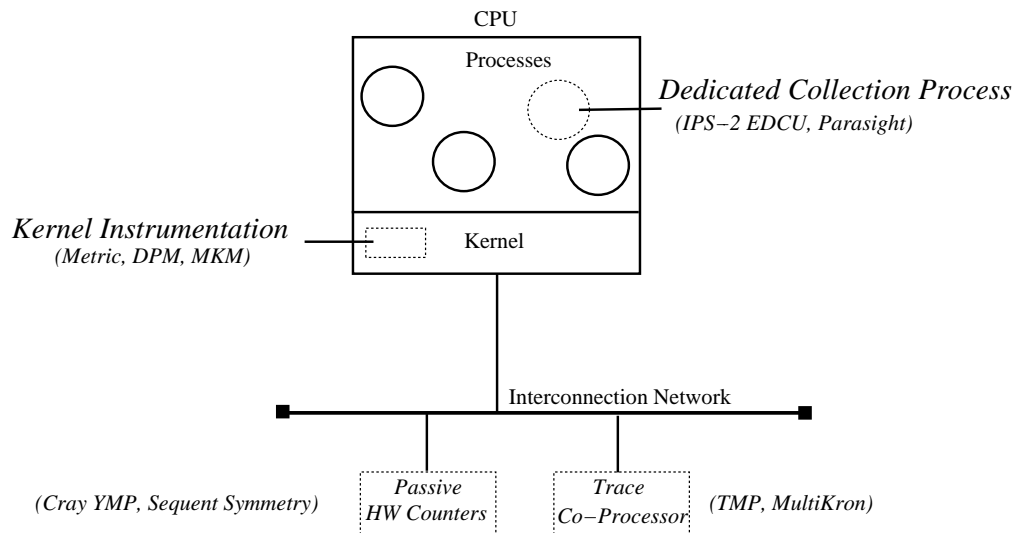 CPU
Processes
Dedicated Collection Process
(IPS−2 EDCU, Parasight)
Kernel Instrumentation
(Metric, DPM, MKM)
Kernel
Interconnection Network
(Cray YMP, Sequent Symmetry)
Passive
HW Counters
Trace
Co−Processor
(TMP, MultiKron)